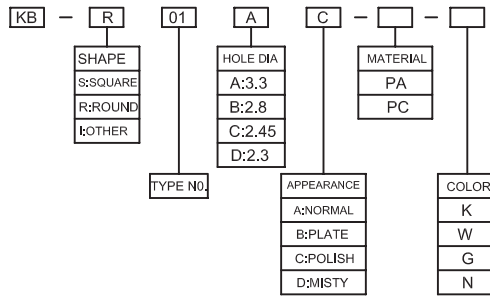 KB - R 01 A C - -
SHAPE
S:SQUARE
R:ROUND
I:OTHER
TYPE N0.
HOLE DIA
A:3.3
B:2.8
C:2.45
D:2.3
APPEARANCE
A:NORMAL
B:PLATE
C:POLISH
D:MISTY
MATERIAL
PA
PC
COLOR
K
W
G
N